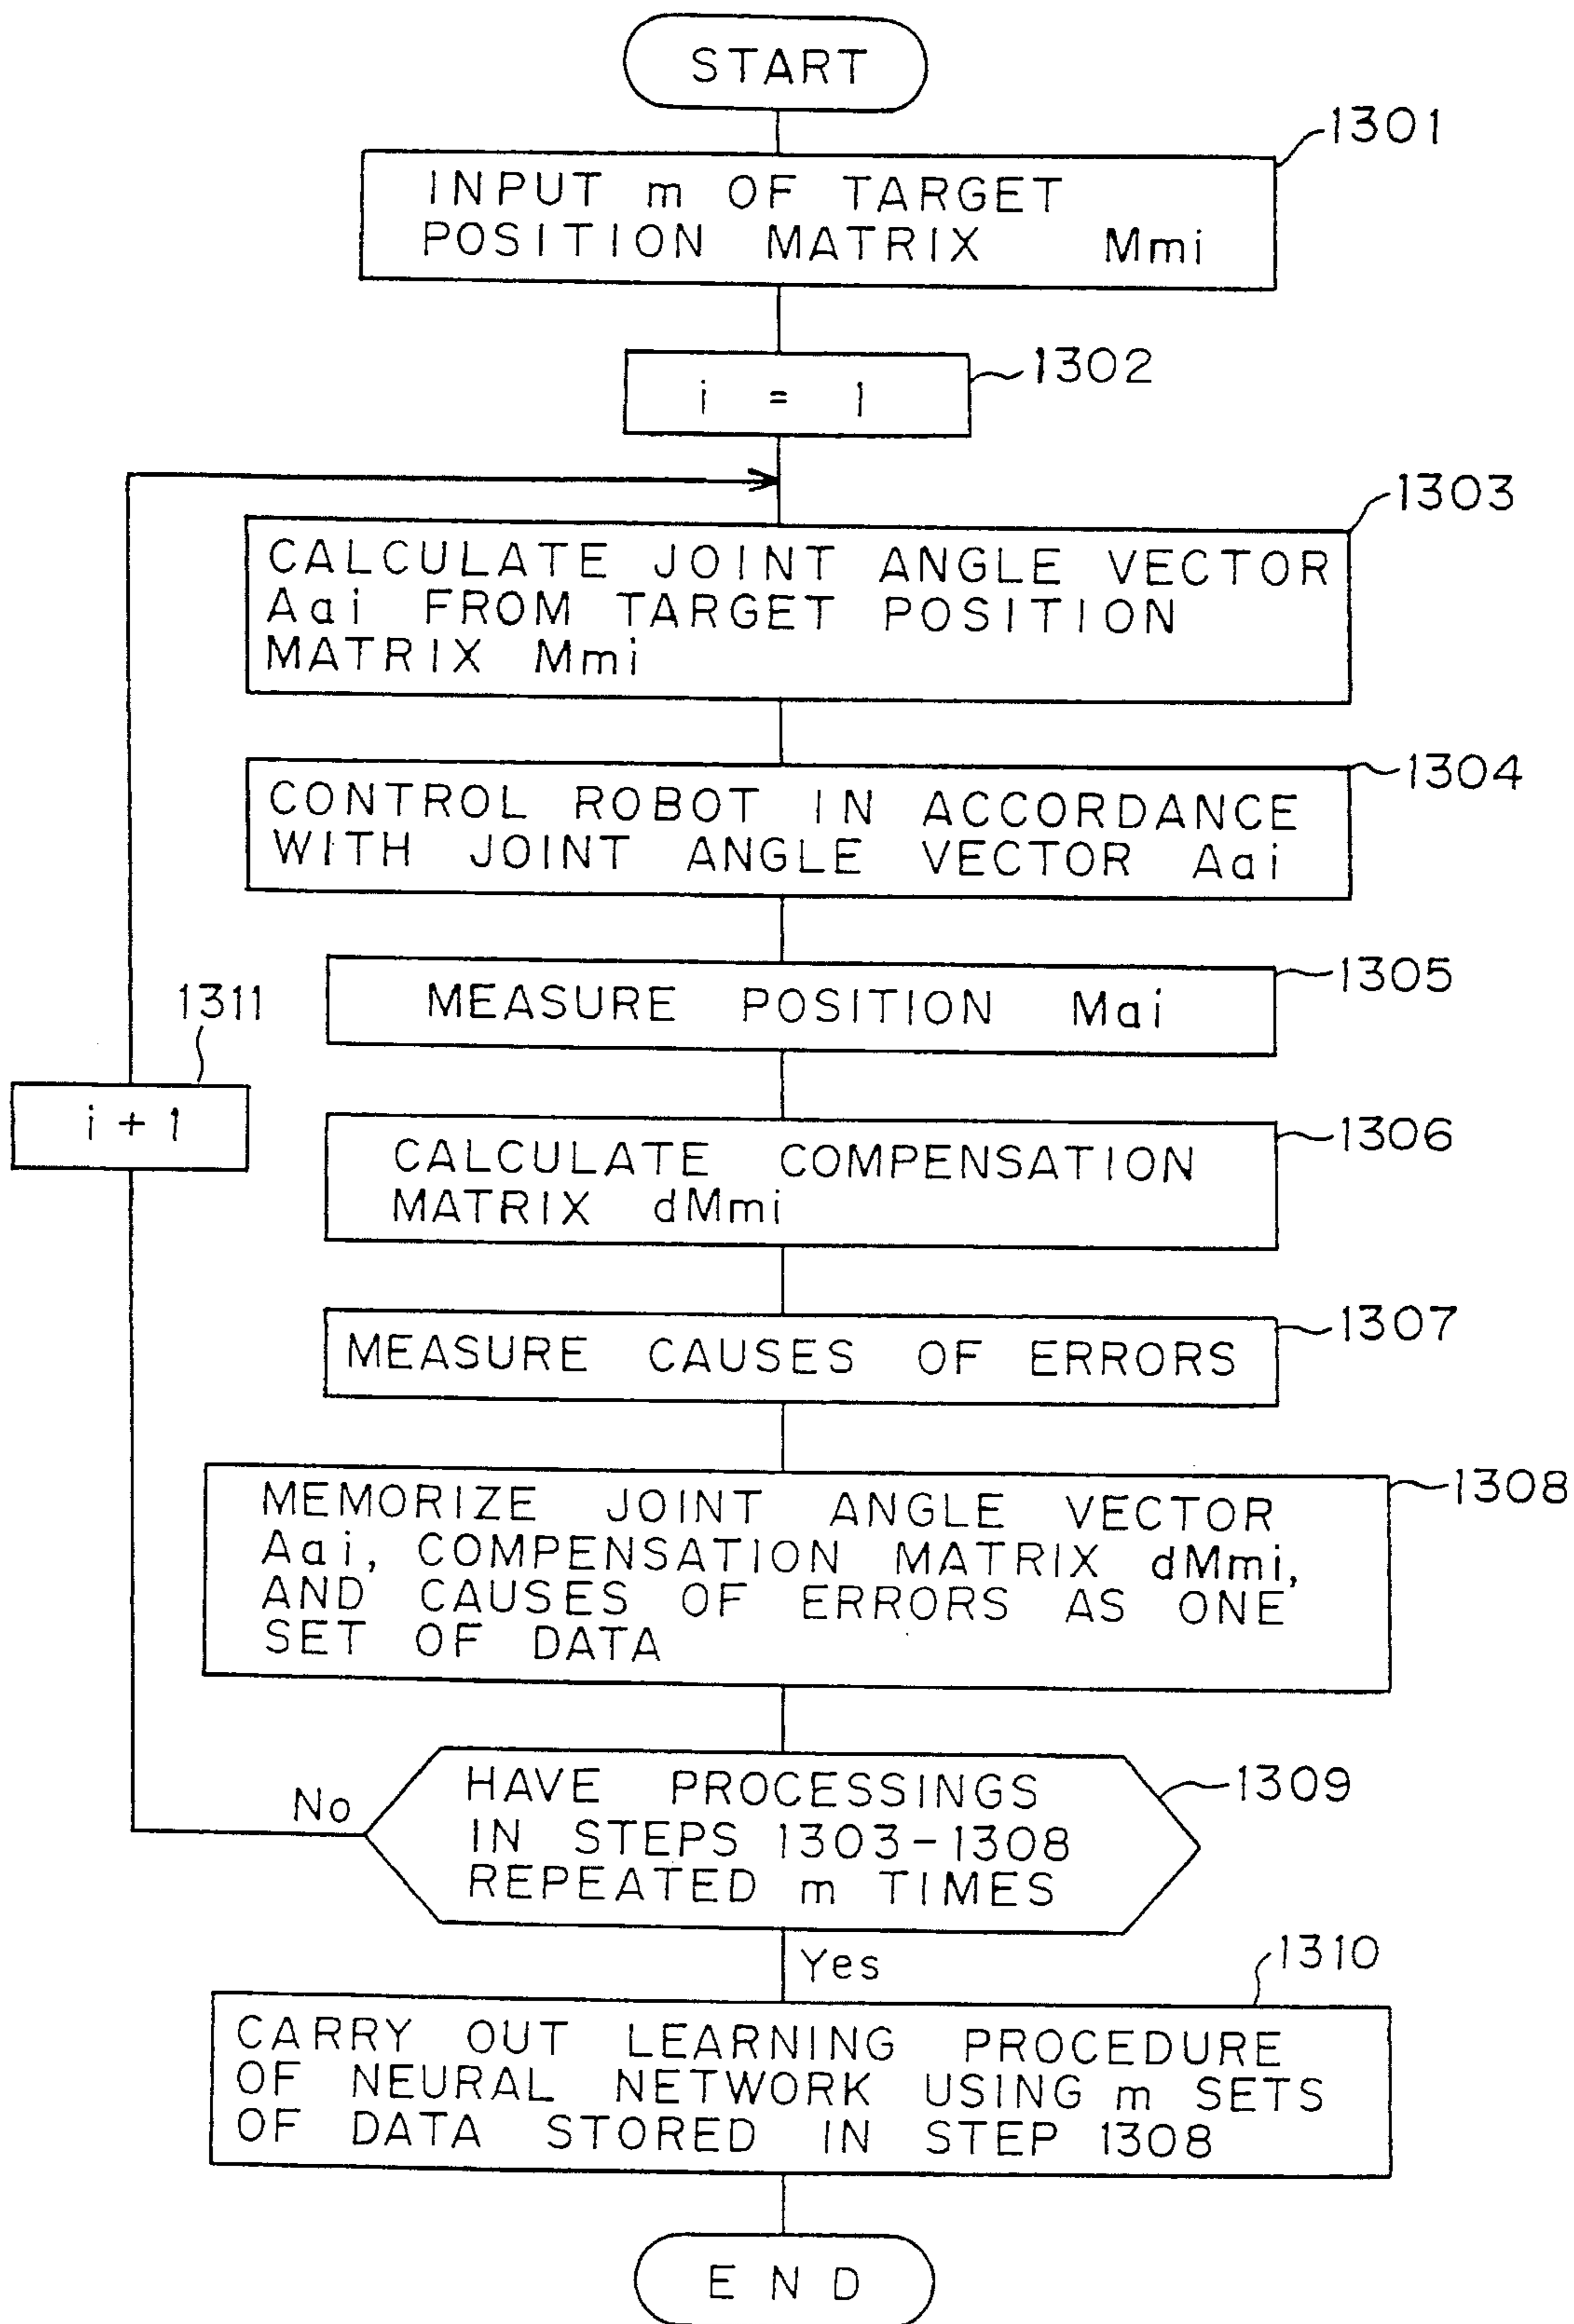 START
1301
INPUT m OF TARGET
POSITION MATRIX Mmi
1302
i = 1
1303
CALCULATE JOINT ANGLE VECTOR
Aai FROM TARGET POSITION
MATRIX Mmi
1304
CONTROL ROBOT IN ACCORDANCE
WITH JOINT ANGLE VECTOR Aai
1305
MEASURE POSITION Mai
1311
i + 1
1306
CALCULATE COMPENSATION
MATRIX dMmi
1307
MEASURE CAUSES OF ERRORS
1308
MEMORIZE JOINT ANGLE VECTOR
Aai, COMPENSATION MATRIX dMmi,
AND CAUSES OF ERRORS AS ONE
SET OF DATA
1309
No
HAVE PROCESSINGS
IN STEPS 1303-1308
REPEATED m TIMES
Yes
1310
CARRY OUT LEARNING PROCEDURE
OF NEURAL NETWORK USING m SETS
OF DATA STORED IN STEP 1308
END